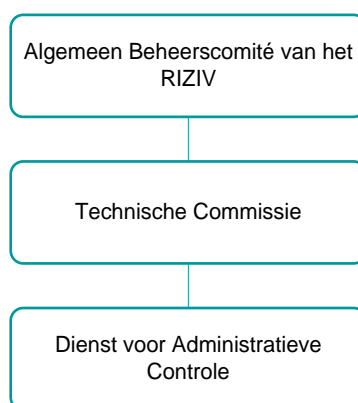 Algemeen Beheerscomité van het
RIZIV
Technische Commissie
Dienst voor Administratieve
Controle